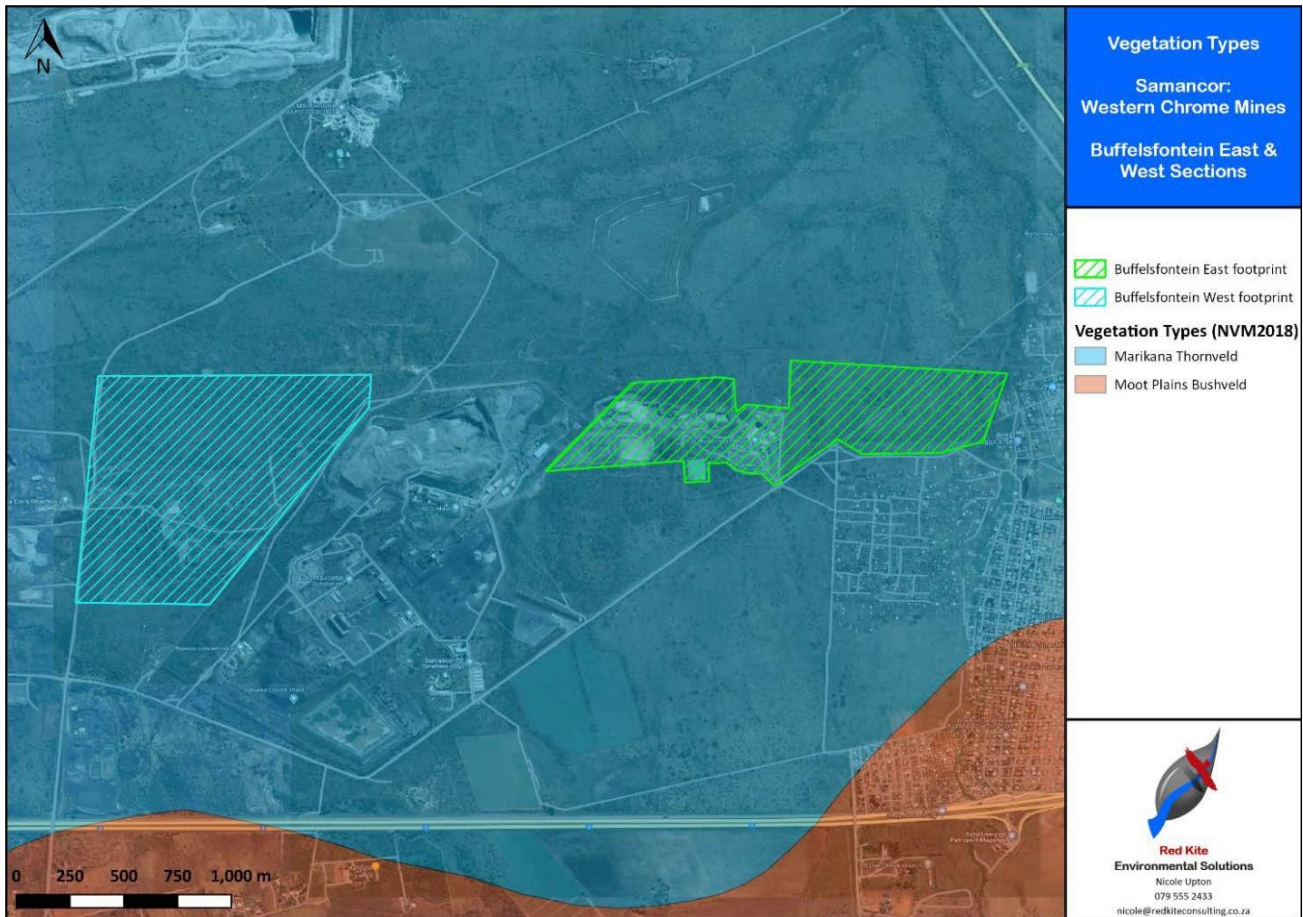 N
Vegetation Types
Samancor:
Western Chrome Mines
Buffelsfontein East &
West Sections
Buffelsfontein East footprint
Buffelsfontein West footprint
Vegetation Types (NVM2018)
Marikana Thornveld
Moot Plains Bushveld
0 250 500 750 1,000 m
Red Kite
Environmental Solutions
Nicole Upton
079 555 2433
nicole@redkiteconsulting.co.za